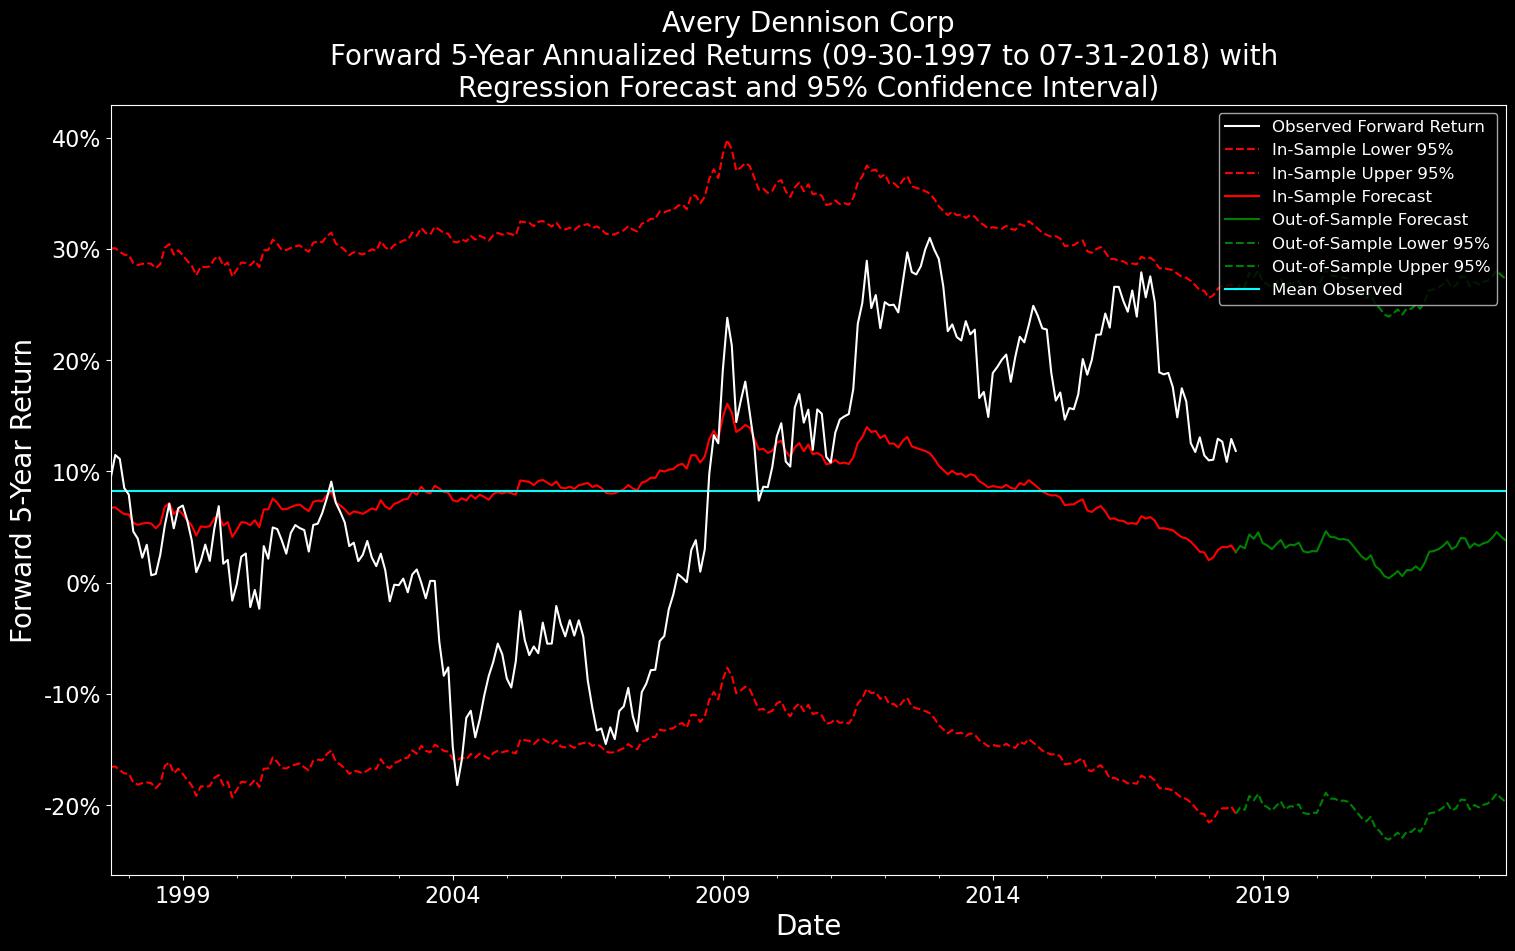 Avery Dennison Corp
Forward 5-Year Annualized Returns (09-30-1997 to 07-31-2018) with
Regression Forecast and 95% Confidence Interval)
Observed Forward Return
In-Sample Lower 95%
In-Sample Upper 95%
In-Sample Forecast
Out-of-Sample Forecast
Out-of-Sample Lower 95%
Out-of-Sample Upper 95%
Mean Observed
Forward 5-Year Return
40%
30%
20%
10%
0%
-10%
-20%
1999
2004
2009
2014
2019
Date